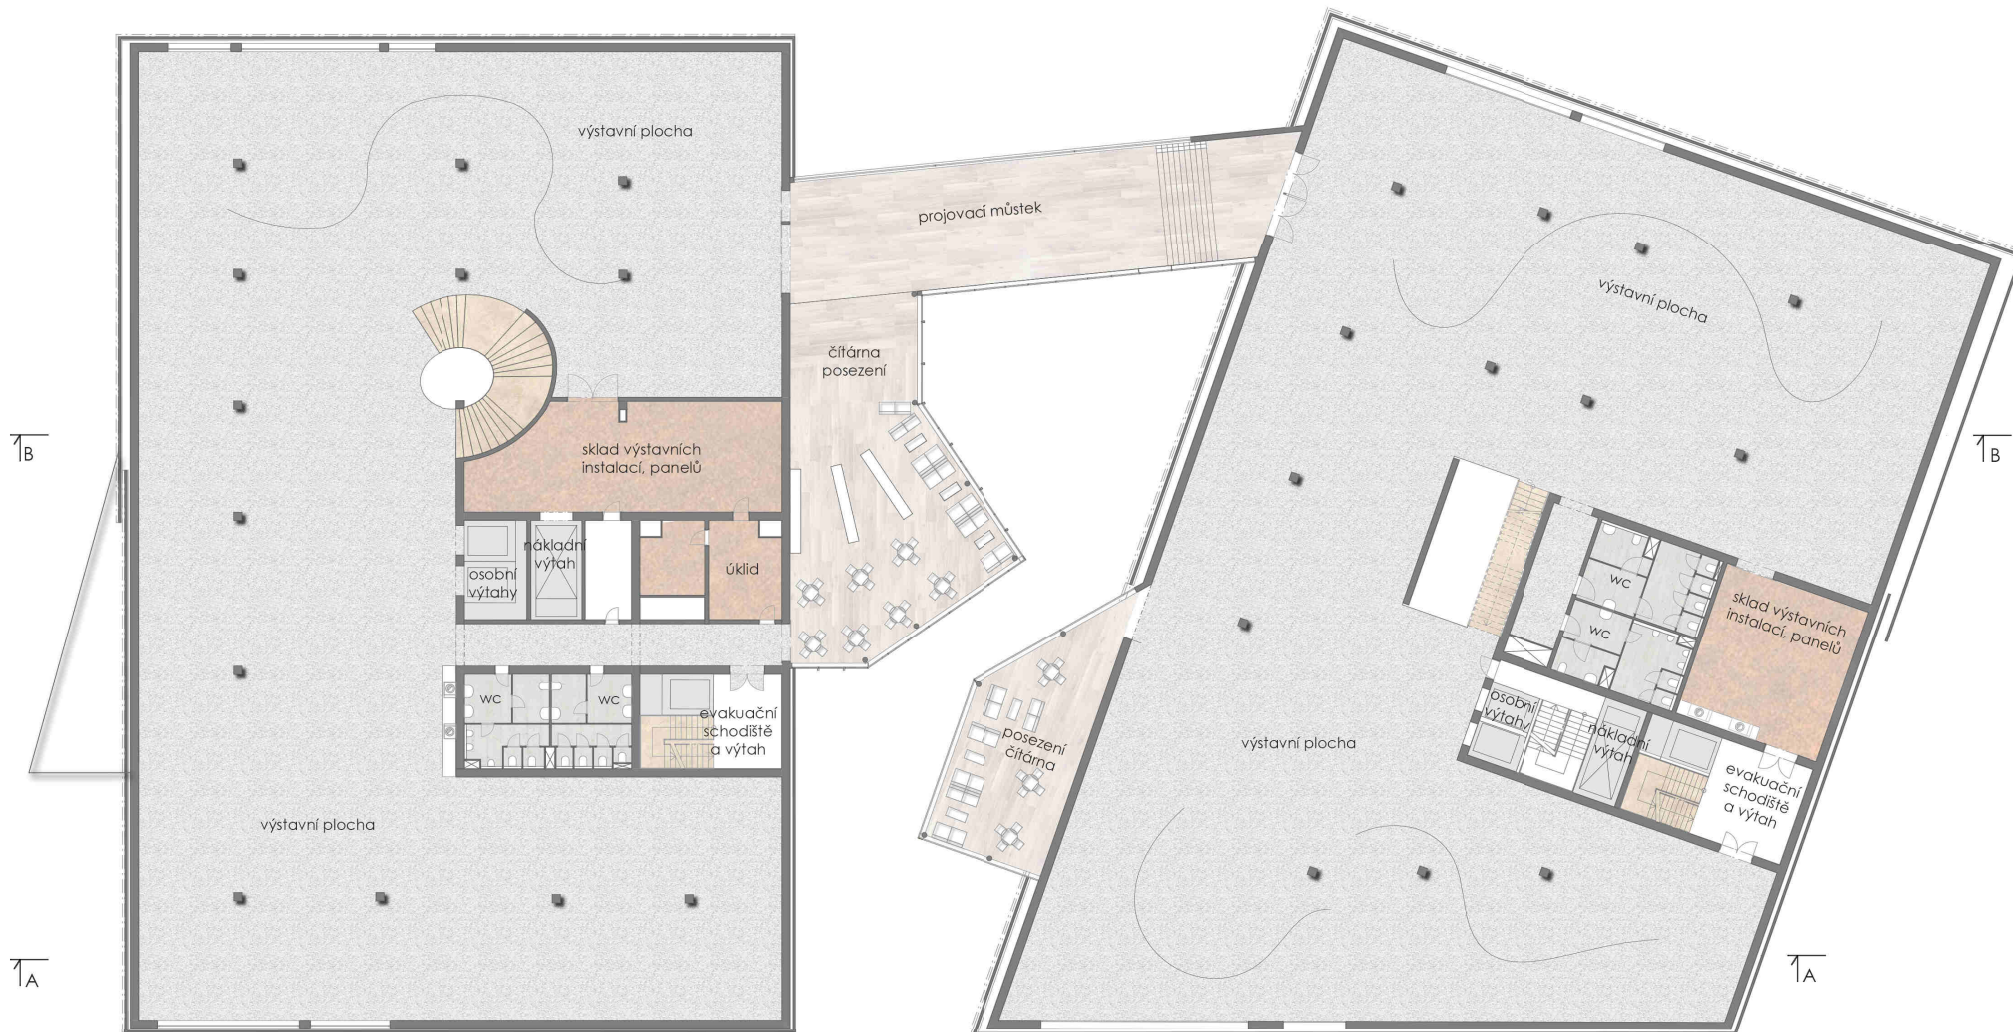 výstavní plocha
projovací můstek
čítárna
posezení
sklad výstavních
instalací, panelů
nákladní
výtah
osobní
výtahy
úklid
wc
wc
evakuační
schodiště
a výtah
výstavní plocha
B
A
posezení
čítárna
výstavní plocha
výstavní plocha
wc
wc
sklad výstavních
instalací, panelů
osobní
výtahy
nákladní
výtah
evakuační
schodiště
a výtah
B
A